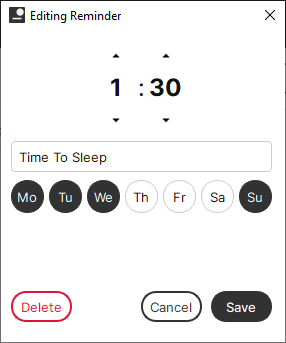 Editing Reminder
1 : 30
Time To Sleep
Mo Tu We Th Fr Sa Su
Delete Cancel Save